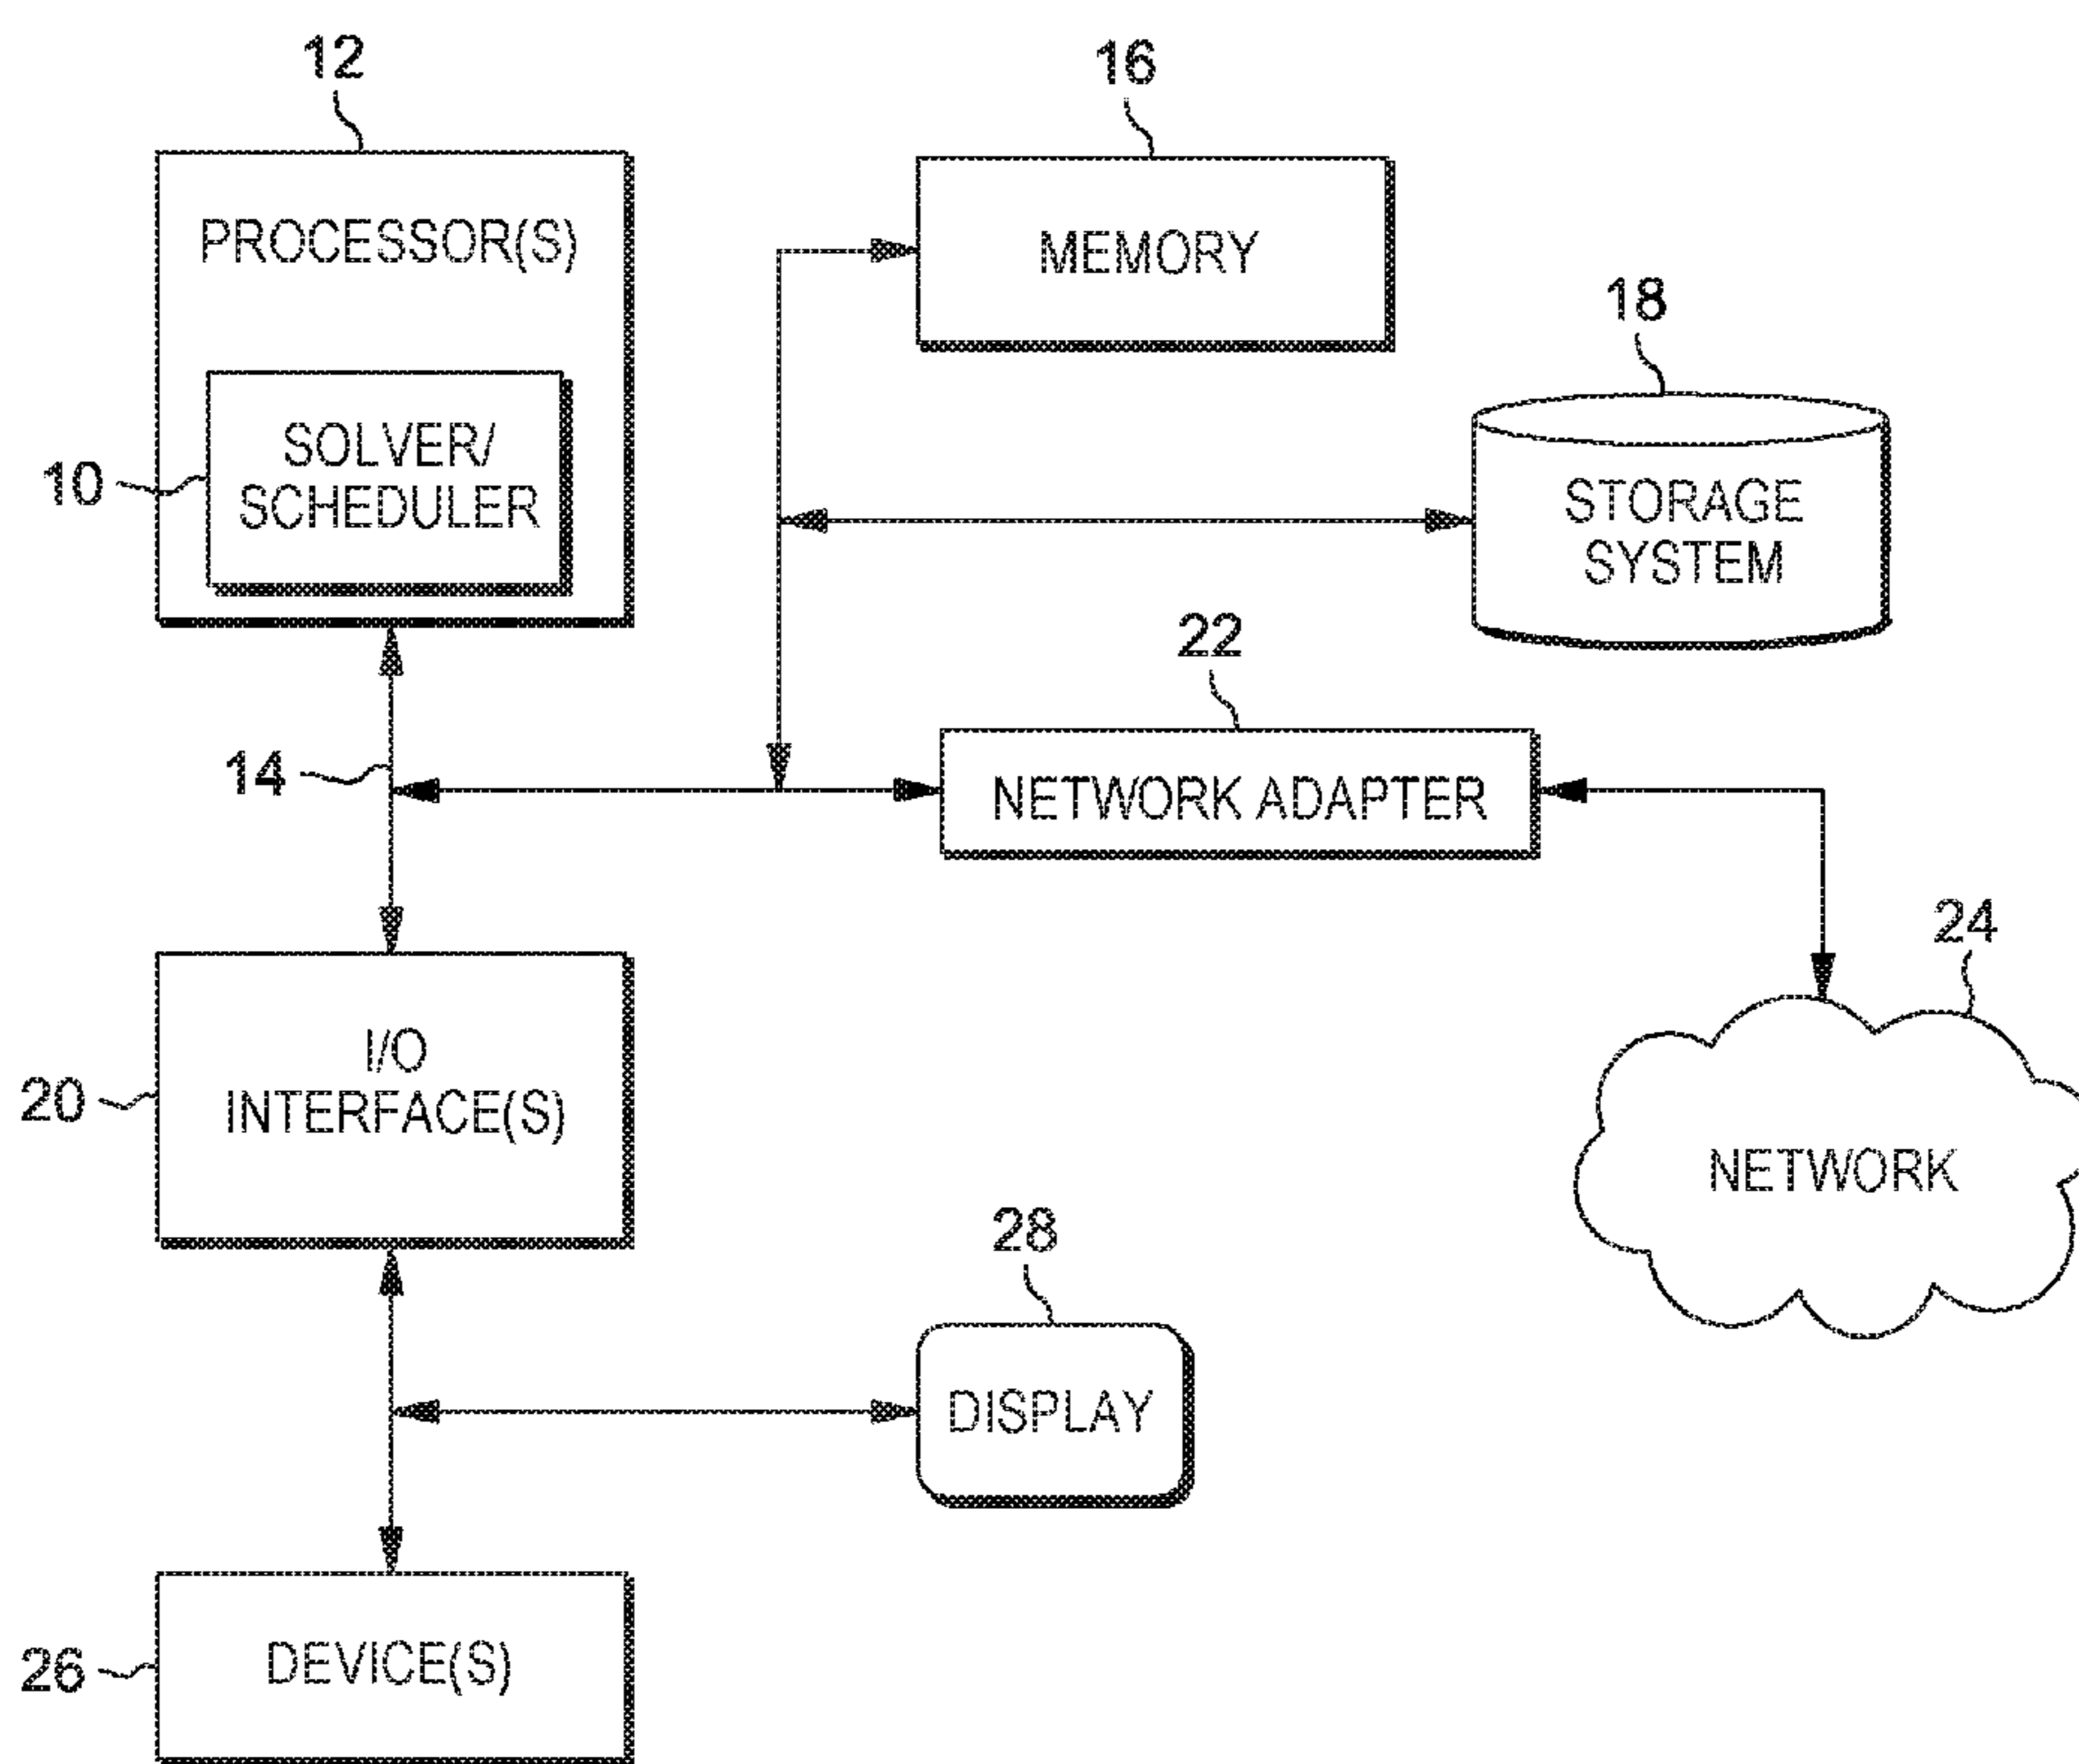 12
16
PROCESSOR(S)
MEMORY
18
10
SOLVER/
SCHEDULER
STORAGE
SYSTEM
22
14
NETWORK ADAPTER
24
20
I/O
INTERFACE(S)
NETWORK
28
DISPLAY
26
DEVICE(S)